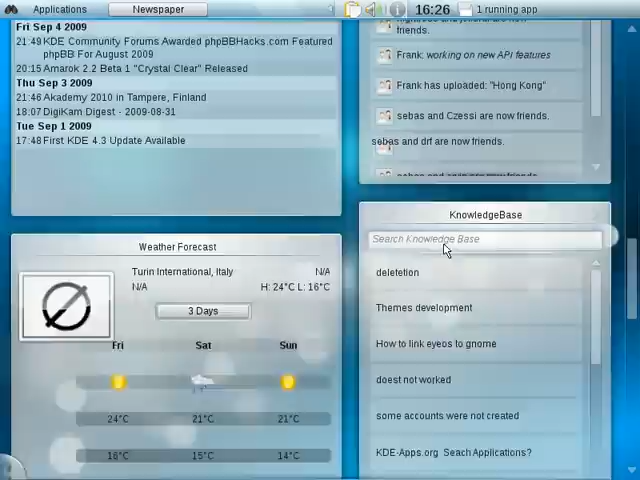 Applications
Newspaper
16:26
1 running app
Fri Sep 4 2009
21:49 KDE Community Forums Awarded phpBBHacks.com Featured
phpBB For August 2009
20:15 Amarok 2.2 Beta 1 "Crystal Clear" Released
Thu Sep 3 2009
21:46 Akademy 2010 in Tampere, Finland
18:07 DigiKam Digest - 2009-08-31
Tue Sep 1 2009
17:48 First KDE 4.3 Update Available
friends.
Frank: working on new API features
Frank has uploaded: "Hong Kong"
sebas and Czessi are now friends.
sebas and drf are now friends.
Weather Forecast
Turin International, Italy N/A
N/A H: 24°C L: 16°C
3 Days
Fri Sat Sun
24°C 21°C 21°C
16°C 15°C 14°C
KnowledgeBase
Search Knowledge Base
deletetion
Themes development
How to link eyeos to gnome
doest not worked
some accounts were not created
KDE-Apps.org Seach Applications?